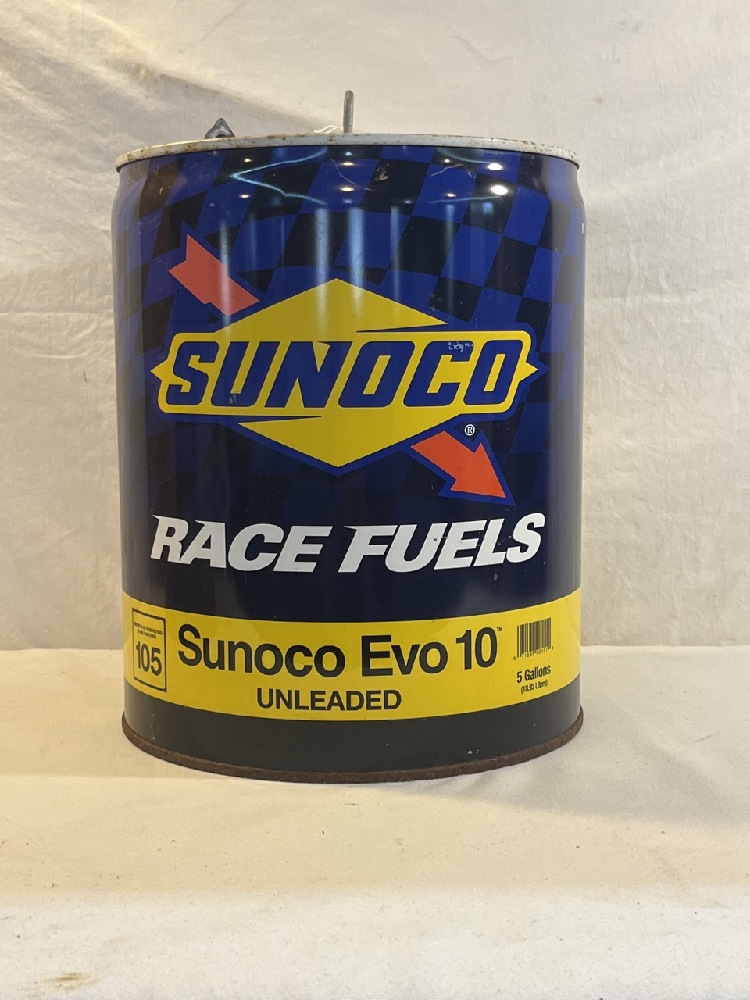 SUNOCO
®
RACE FUELS
105
Sunoco Evo 10™
UNLEADED
5 Gallons